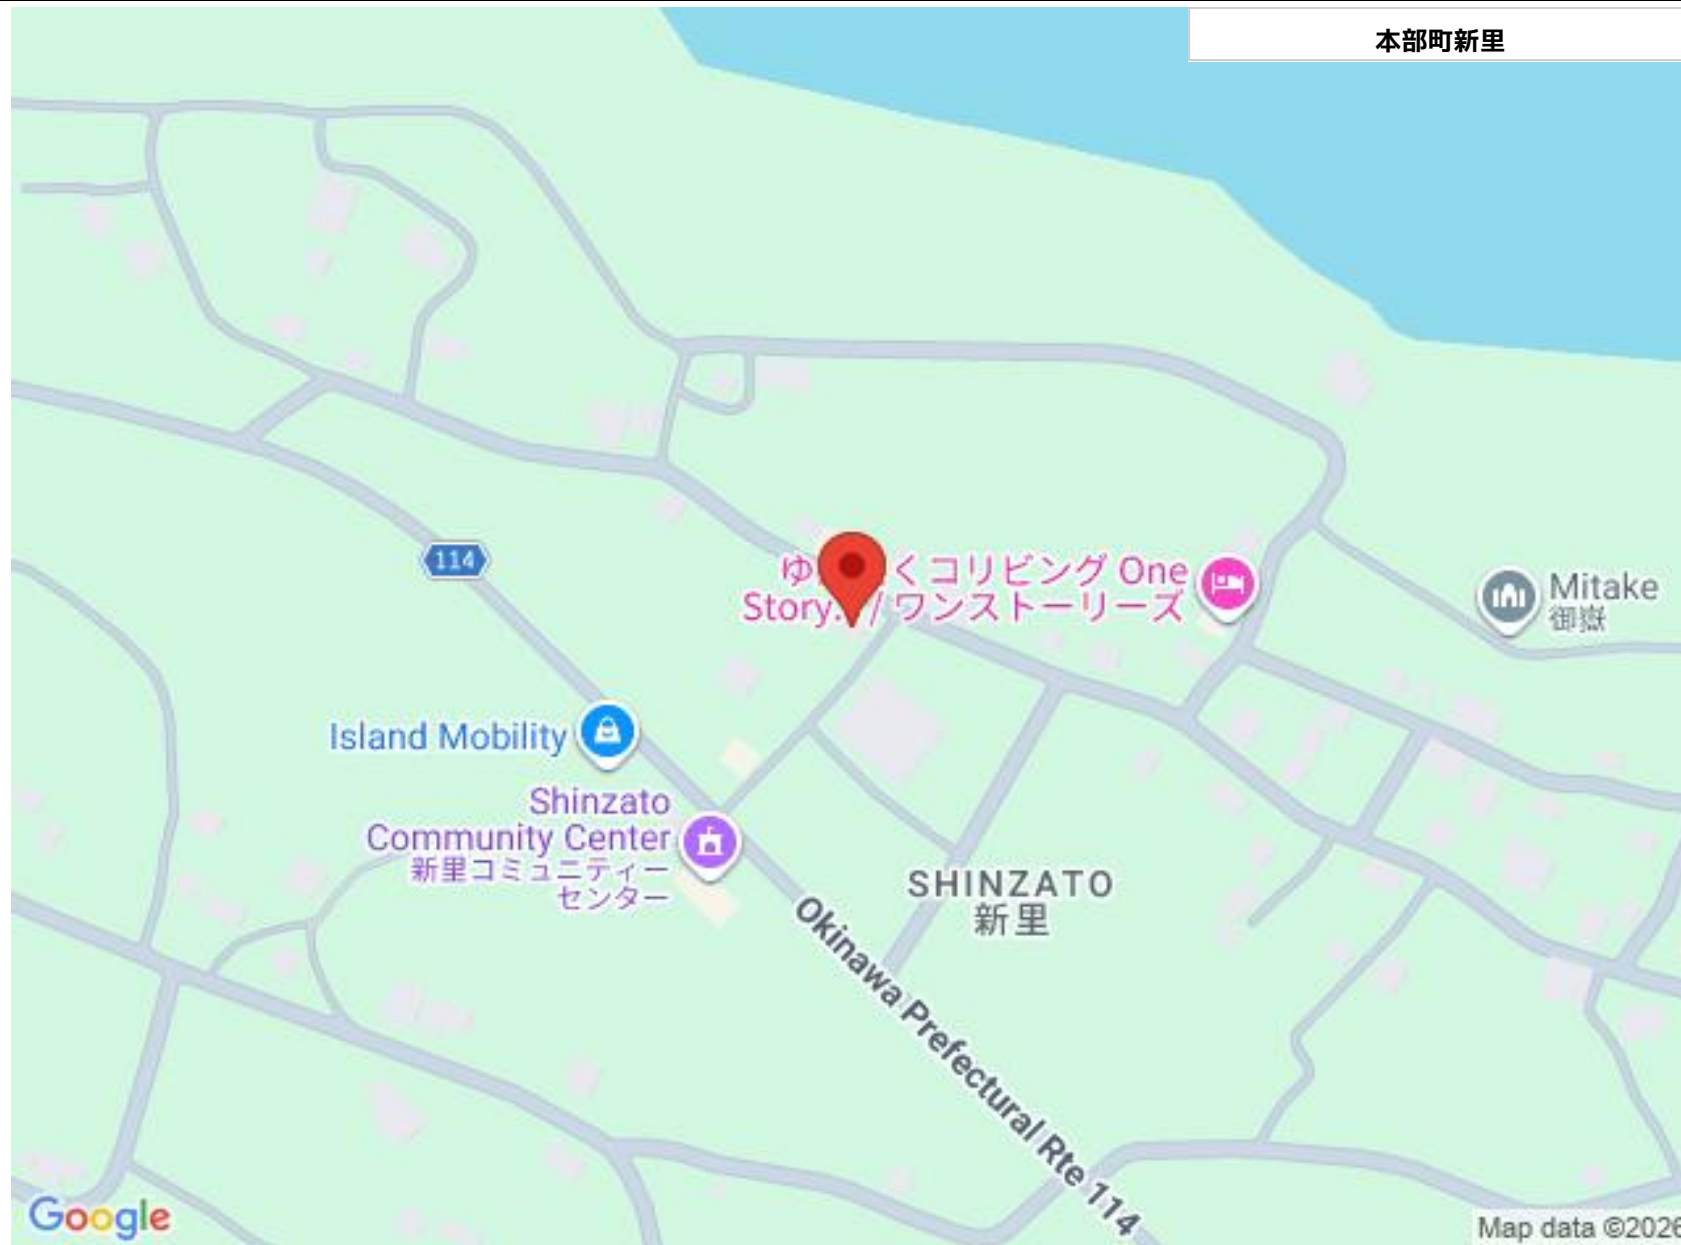 本部町新里
114
ゆ くコリビング One
Story. / ワンストーリーズ
Mitake
御嶽
Island Mobility
Shinzato
Community Center
新里コミュニティー
センター
SHINZATO
新里
Okinawa Prefectural Rte 114
Google
Map data ©2026